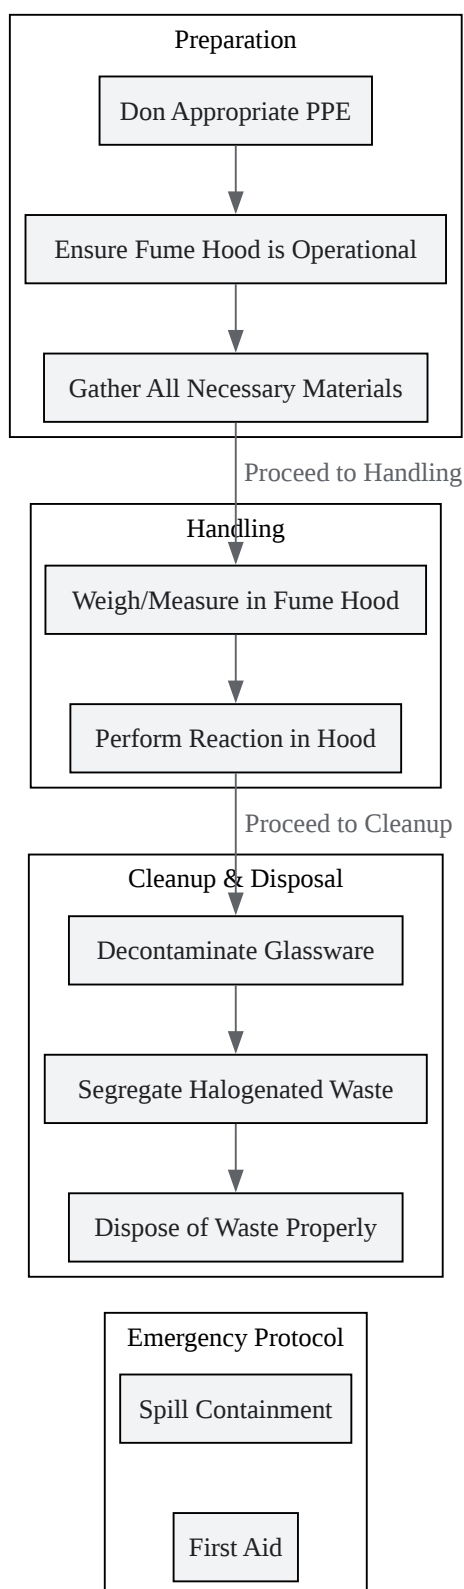 Preparation
Don Appropriate PPE
Ensure Fume Hood is Operational
Gather All Necessary Materials
Proceed to Handling
Handling
Weigh/Measure in Fume Hood
Perform Reaction in Hood
Proceed to Cleanup
Cleanup & Disposal
Decontaminate Glassware
Segregate Halogenated Waste
Dispose of Waste Properly
Emergency Protocol
Spill Containment
First Aid